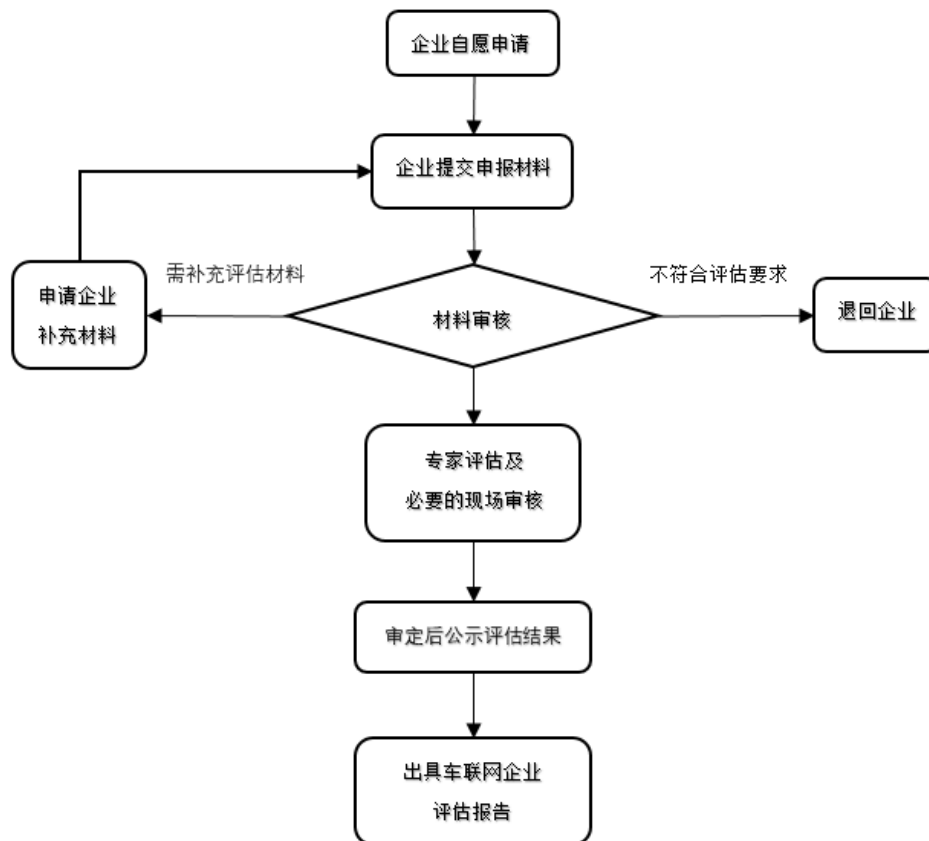 企业自愿申请
企业提交申报材料
需补充评估材料
不符合评估要求
申请企业
补充材料
材料审核
退回企业
专家评估及
必要的现场审核
审定后公示评估结果
出具车联网企业
评估报告